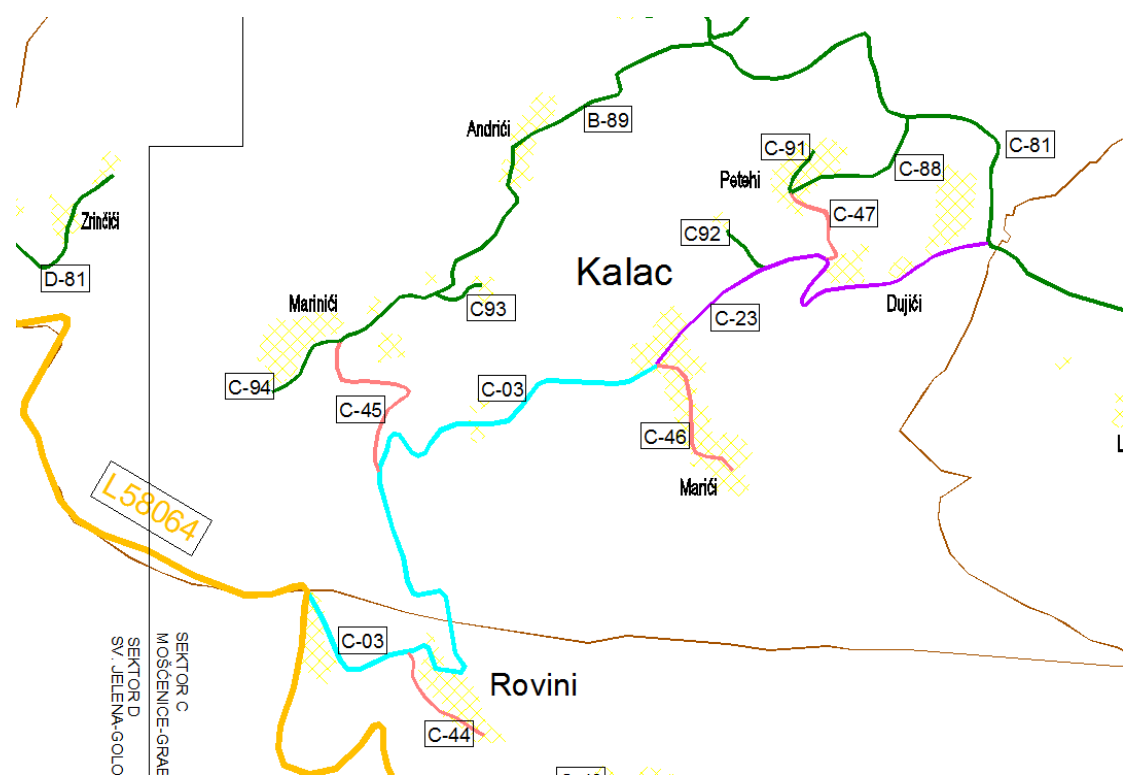 B-89
Andrići
C-91
C-81
C-88
Petehi
C-47
Zrinčići
C92
D-81
Kalac
Marinići
C93
Dujići
C-23
C-94
C-03
C-45
C-46
Marići
L58064
C-03
Rovini
C-44
SEKTOR C
MOŠĆENICE-GRAB
SEKTOR D
SV. JELENA-GOLO